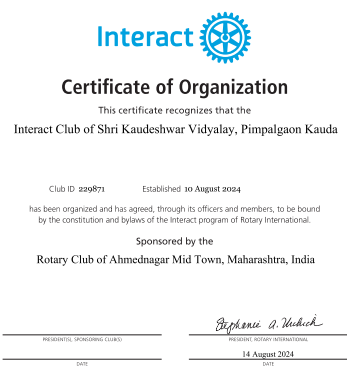 Interact
Certificate of Organization
This certificate recognizes that the
Interact Club of Shri Kaudeshwar Vidyalay, Pimpalgaon Kauda
Club ID 229871 Established 10 August 2024
has been organized and has agreed, through its officers and members, to be bound
by the constitution and bylaws of the Interact program of Rotary International.
Sponsored by the
Rotary Club of Ahmednagar Mid Town, Maharashtra, India
Stephanie A. Urchick
PRESIDENT(S), SPONSORING CLUB(S) PRESIDENT, ROTARY INTERNATIONAL
14 August 2024
DATE DATE